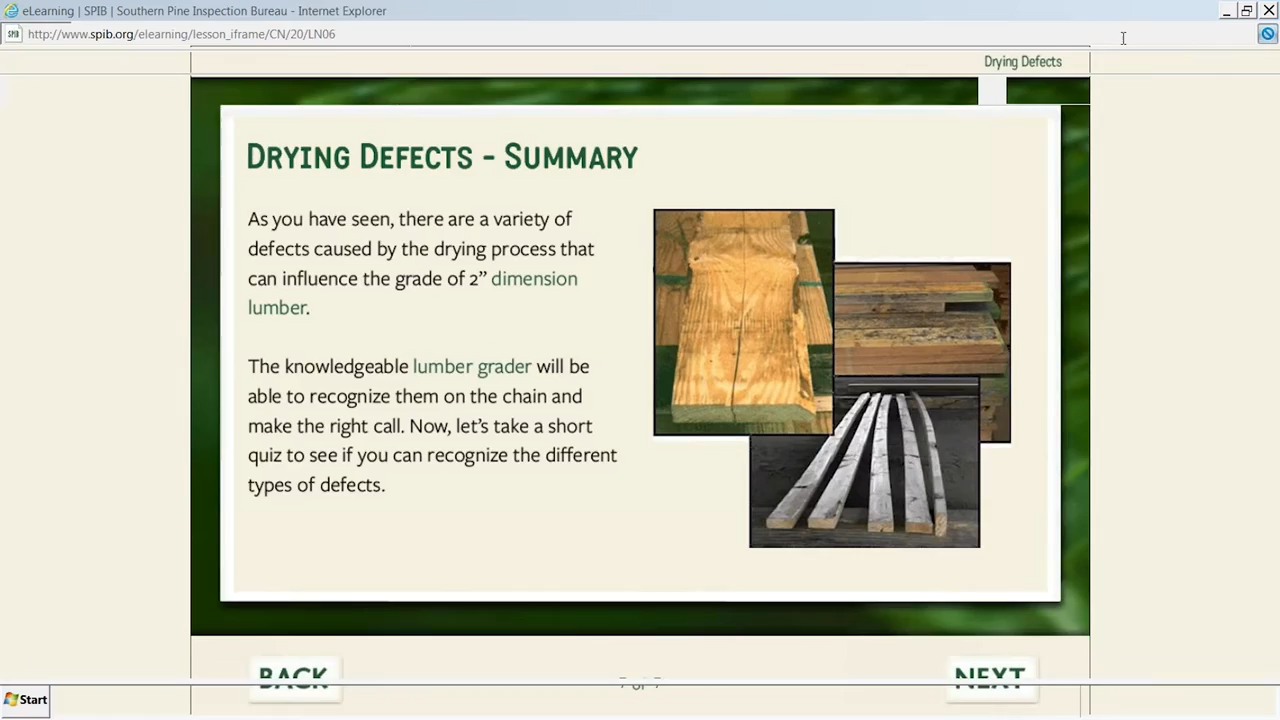 eLearning | SPIB | Southern Pine Inspection Bureau - Internet Explorer
SPIB
http://www.spib.org/elearning/lesson_iframe/CN/20/LN06
Drying Defects
DRYING DEFECTS - SUMMARY
As you have seen, there are a variety of
defects caused by the drying process that
can influence the grade of 2” dimension
lumber.
The knowledgeable lumber grader will be
able to recognize them on the chain and
make the right call. Now, let’s take a short
quiz to see if you can recognize the different
types of defects.
BACK
7 of 7
NEXT
Start